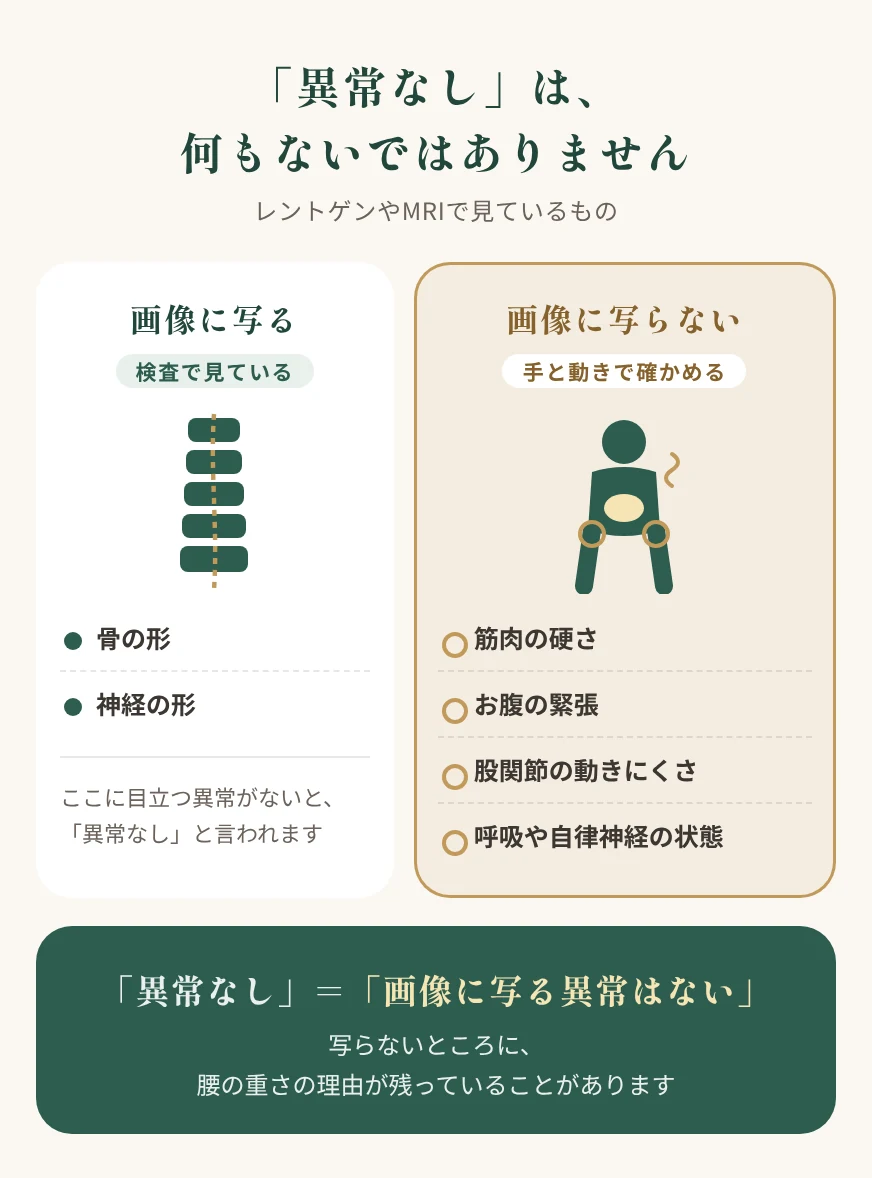 「異常なし」は、
何もないではありません
レントゲンやMRIで見ているもの
画像に写る
検査で見ている
骨の形
神経の形
ここに目立つ異常がないと、
「異常なし」と言われます
画像に写らない
手と動きで確かめる
筋肉の硬さ
お腹の緊張
股関節の動きにくさ
呼吸や自律神経の状態
「異常なし」＝「画像に写る異常はない」
写らないところに、
腰の重さの理由が残っていることがあります